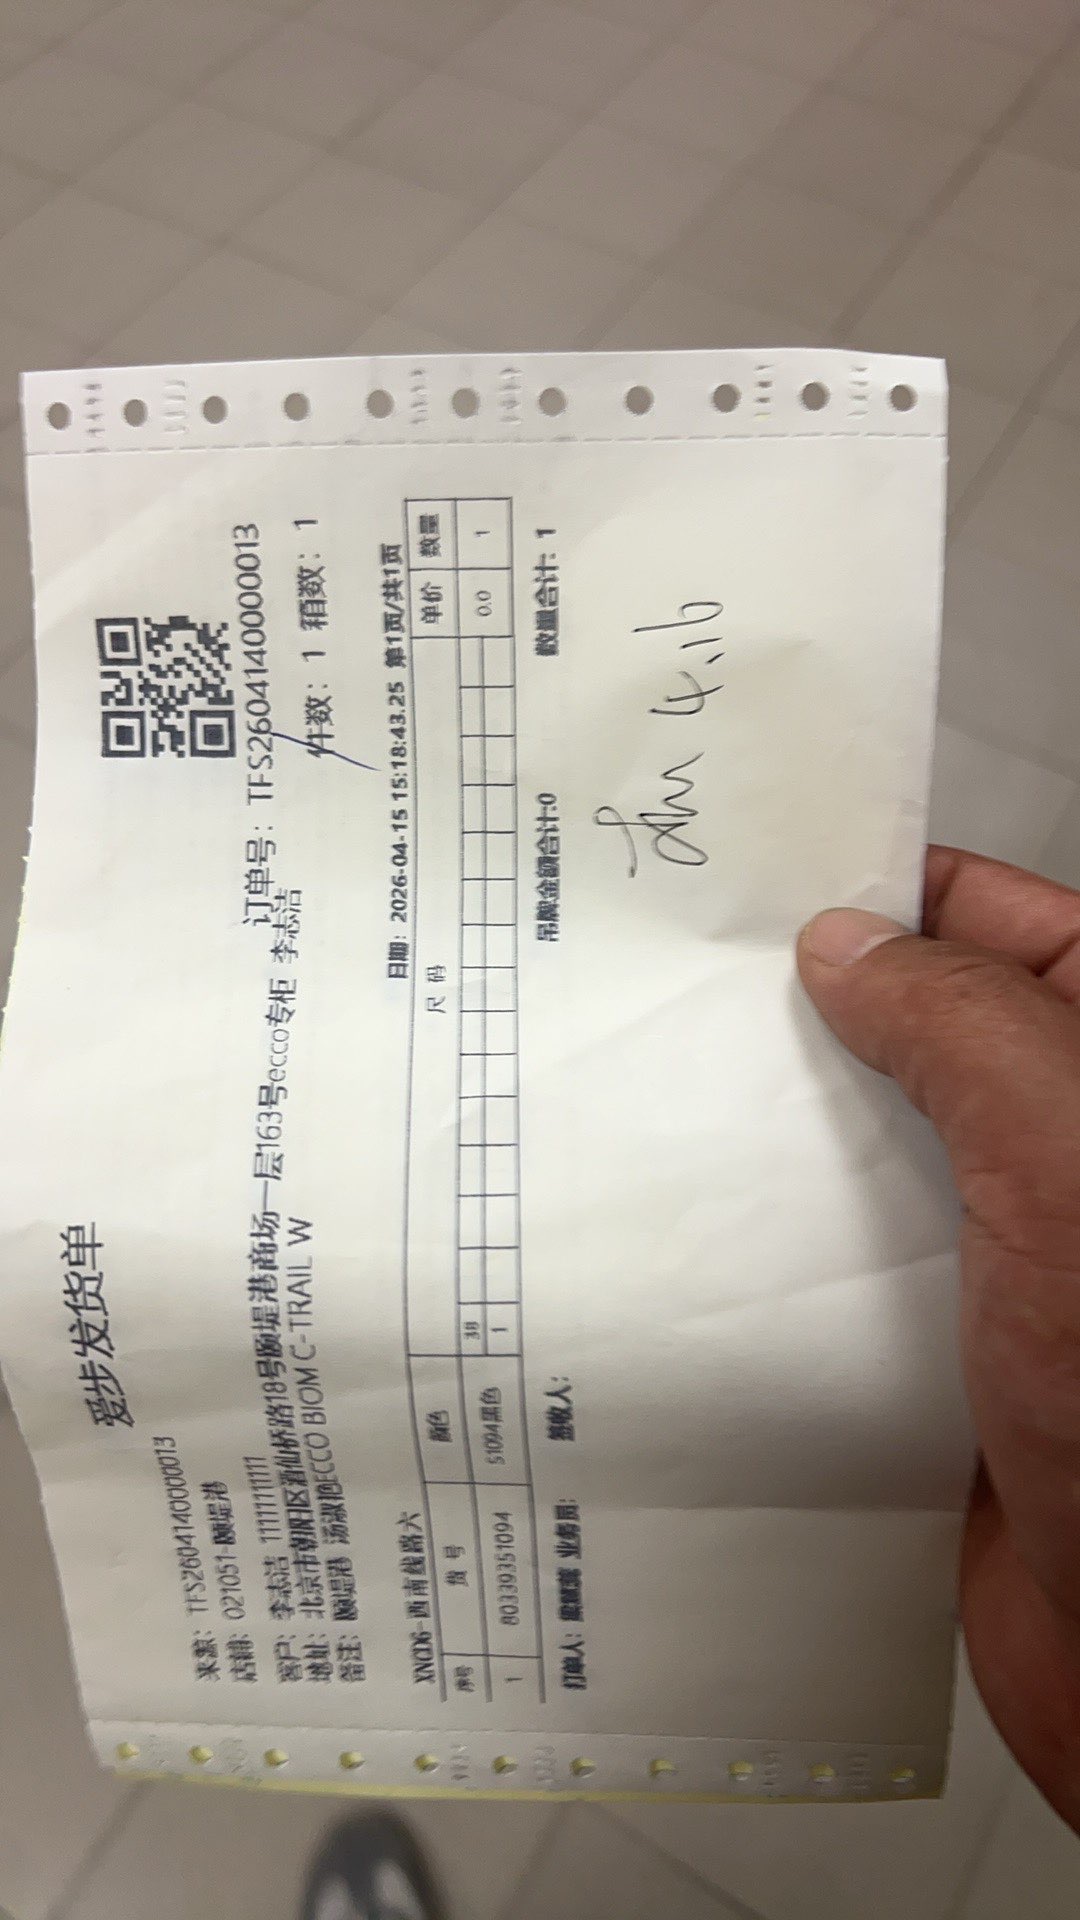 爱步发货单
来源: TFS260414000013
店铺: 021051-颐堤港
订单号: TFS260414000013
客户: 李志洁 11111111111
件数: 1 箱数: 1
地址: 北京市朝阳区酒仙桥路18号颐堤港商场一层163号ecco专柜 李志洁
备注: 颐堤港 汤淑艳ECCO BIOM C-TRAIL W
XNCD6-西南线路六 日期: 2026-04-15 15:18:43.25 第1页/共1页
序号 货 号 颜色 尺 码 单价 数量
38
1 80339351094 51094黑色 1 0.0 1
吊牌金额合计:0 数量合计: 1
打单人: 业务员: 签收人:
4.16